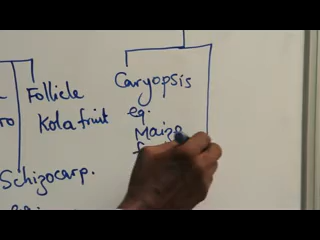 Follicle
Kola fruit
Caryopsis
eg.
Maize
Schizocarp.